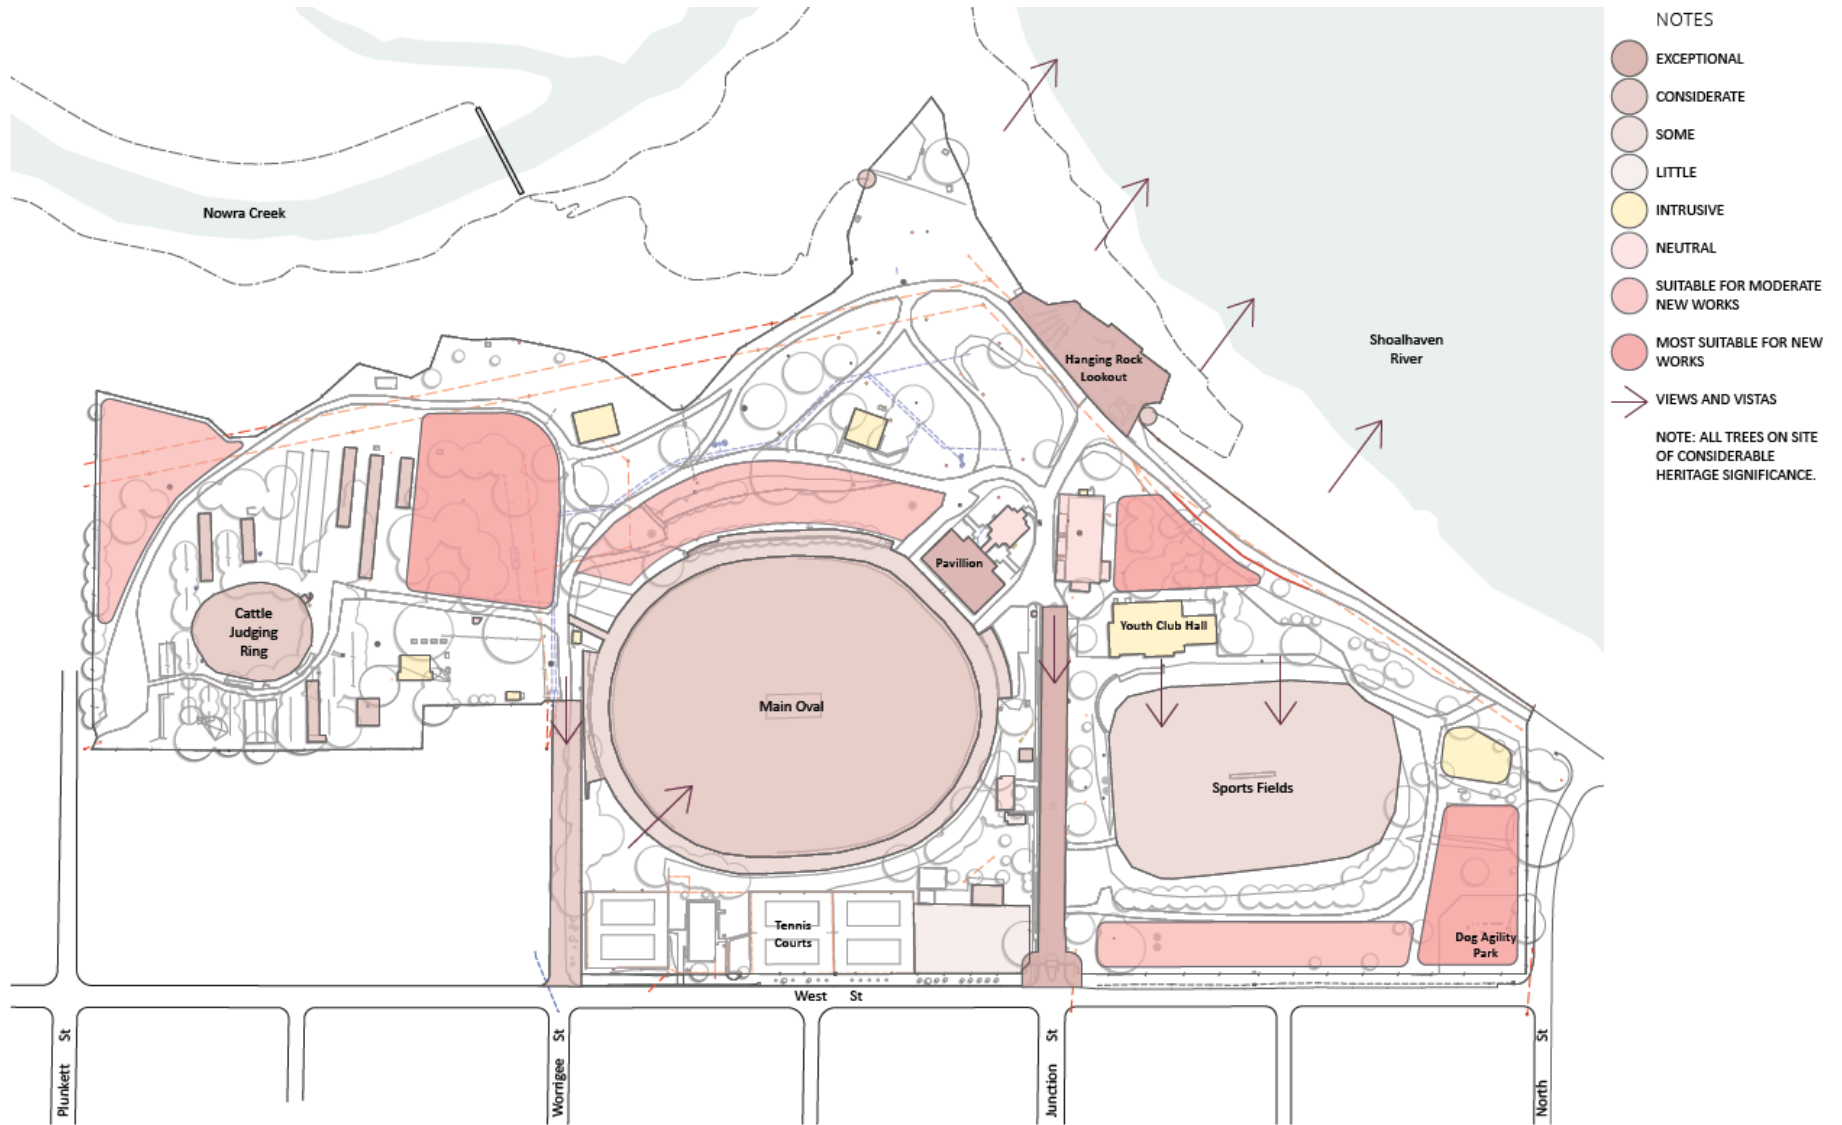 NOTES
EXCEPTIONAL
CONSIDERATE
SOME
LITTLE
INTRUSIVE
NEUTRAL
SUITABLE FOR MODERATE
NEW WORKS
MOST SUITABLE FOR NEW
WORKS
VIEWS AND VISTAS
NOTE: ALL TREES ON SITE
OF CONSIDERABLE
HERITAGE SIGNIFICANCE.
Nowra Creek
Shoalhaven
River
Hanging Rock
Lookout
Pavillion
Cattle
Judging
Ring
Youth Club Hall
Main Oval
Sports Fields
Tennis
Courts
Dog Agility
Park
West St
Plunkett St
Worrigee St
Junction St
North St